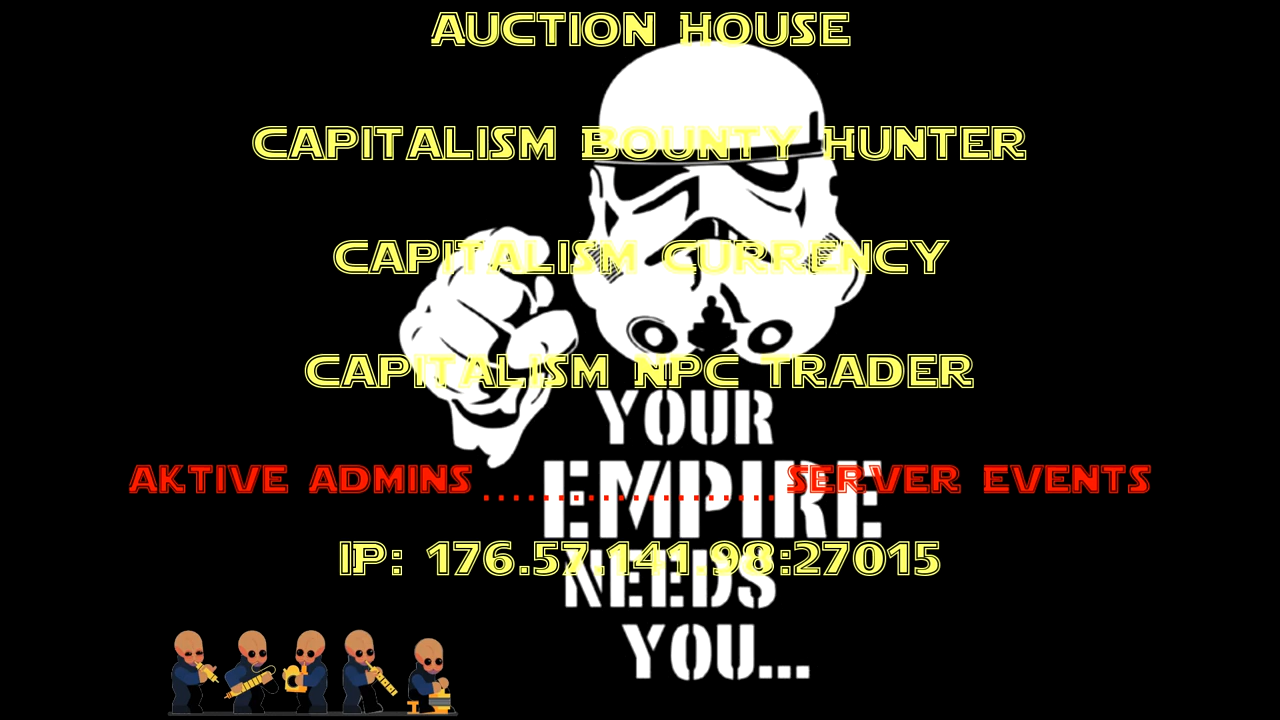 AUCTION HOUSE
CAPITALISM BOUNTY HUNTER
CAPITALISM CURRENCY
CAPITALISM NPC TRADER
YOUR
AKTIVE ADMINS ................... SERVER EVENTS
EMPIRE
IP: 176.57.141.98:27015
NEEDS
YOU...